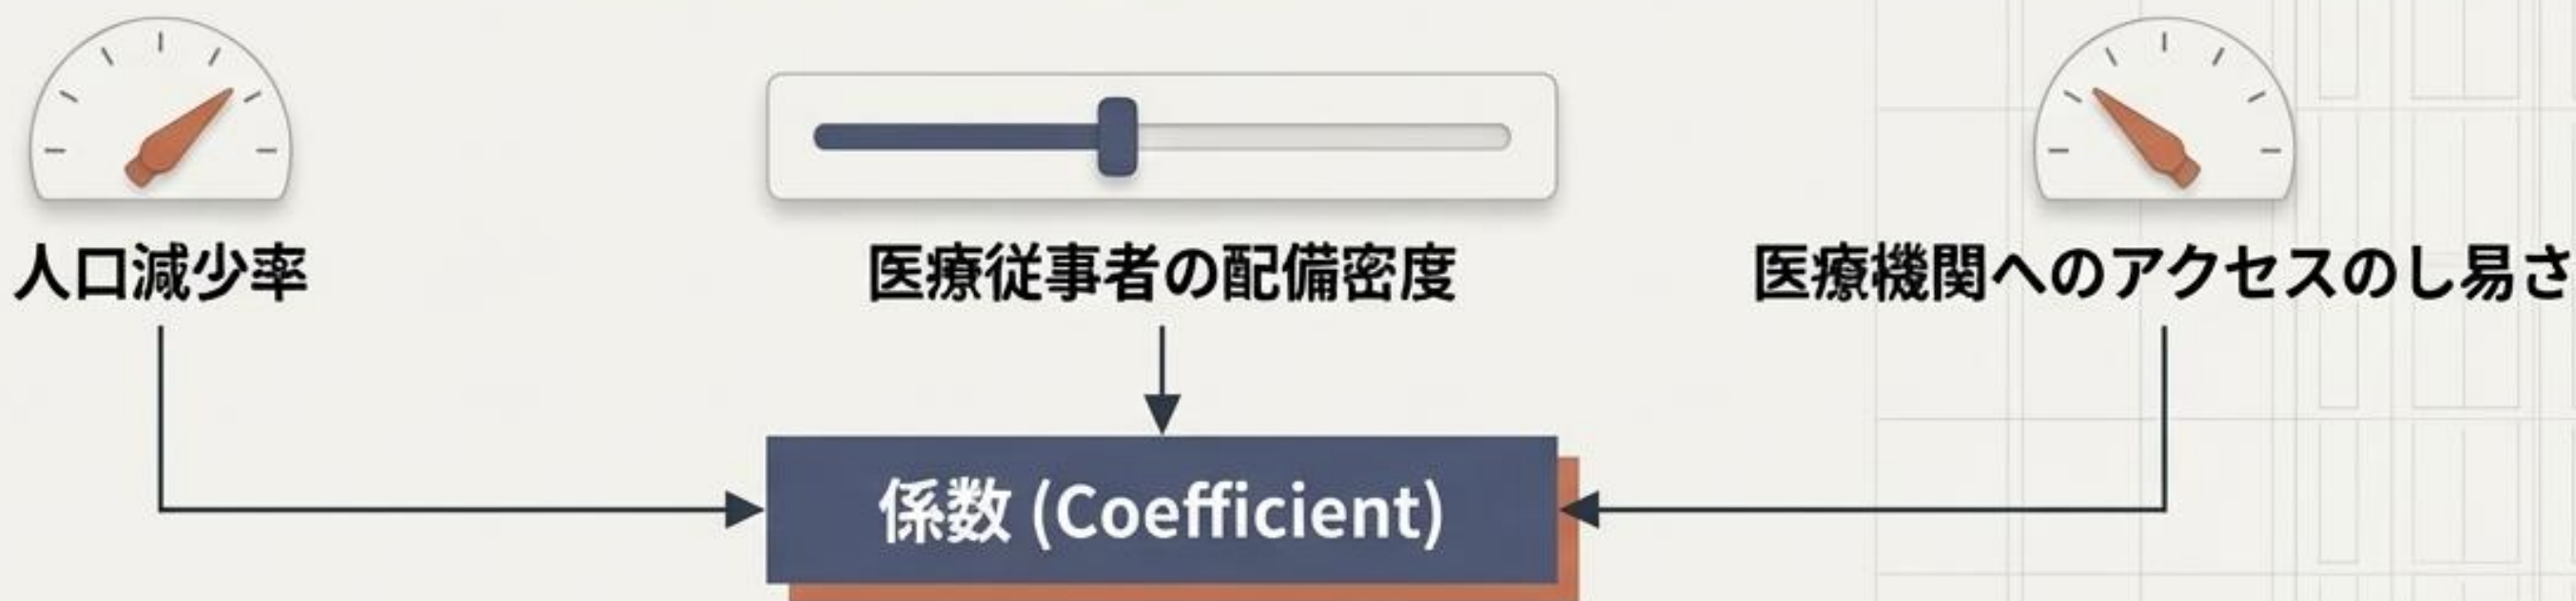 人口減少率
医療従事者の配備密度
医療機関へのアクセスのし易さ
係数 (Coefficient)